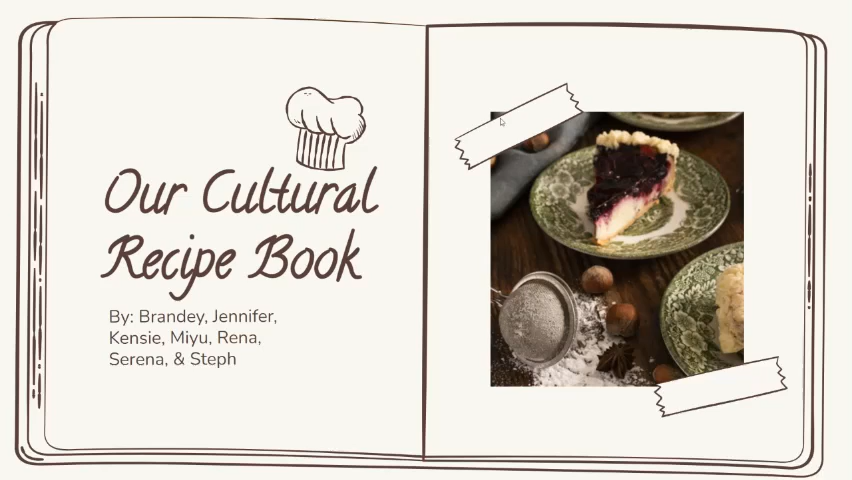 Our Cultural
Recipe Book
By: Brandey, Jennifer,
Kensie, Miyu, Rena,
Serena, & Steph